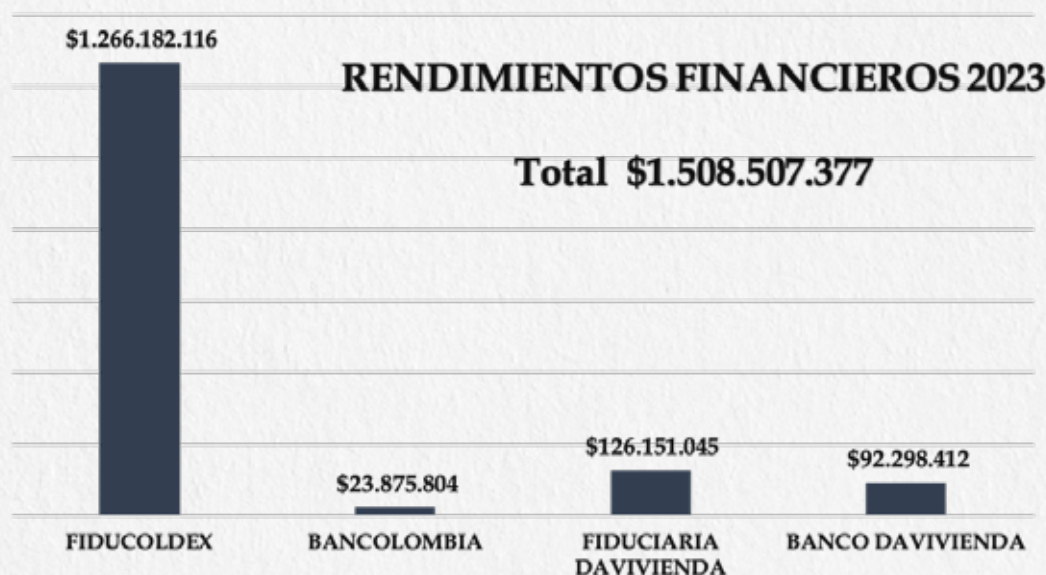 $1.266.182.116
RENDIMIENTOS FINANCIEROS 2023
Total $1.508.507.377
$126.151.045
$92.298.412
$23.875.804
FIDUCOLDEX
BANCOLOMBIA
FIDUCIARIA
DAVIVIENDA
BANCO DAVIVIENDA